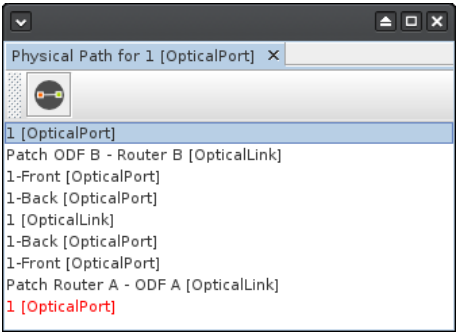 Physical Path for 1 [OpticalPort]
1 [OpticalPort]
Patch ODF B - Router B [OpticalLink]
1-Front [OpticalPort]
1-Back [OpticalPort]
1 [OpticalLink]
1-Back [OpticalPort]
1-Front [OpticalPort]
Patch Router A - ODF A [OpticalLink]
1 [OpticalPort]